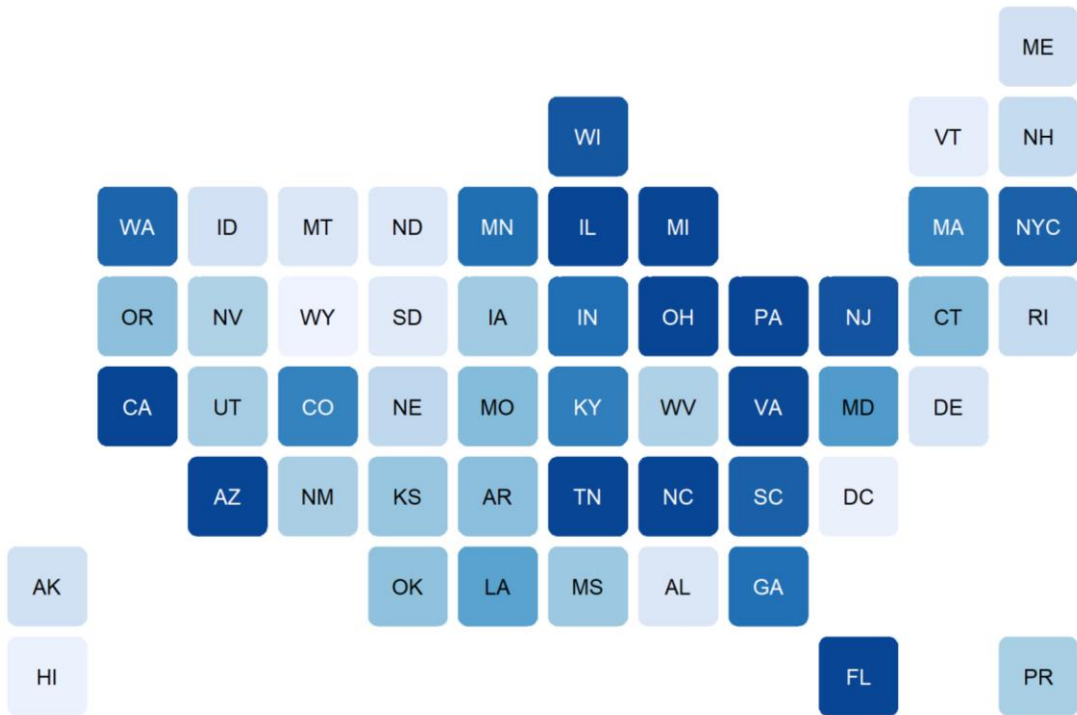 ME
WI VT NH
WA ID MT ND MN IL MI MA NYC
OR NV WY SD IA IN OH PA NJ CT RI
CA UT CO NE MO KY WV VA MD DE
AZ NM KS AR TN NC SC DC
AK OK LA MS AL GA
HI FL PR